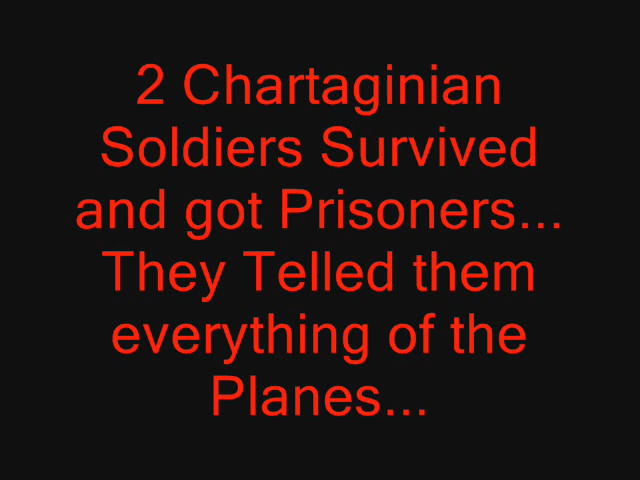 2 Chartaginian
Soldiers Survived
and got Prisoners...
They Telled them
everything of the
Planes...